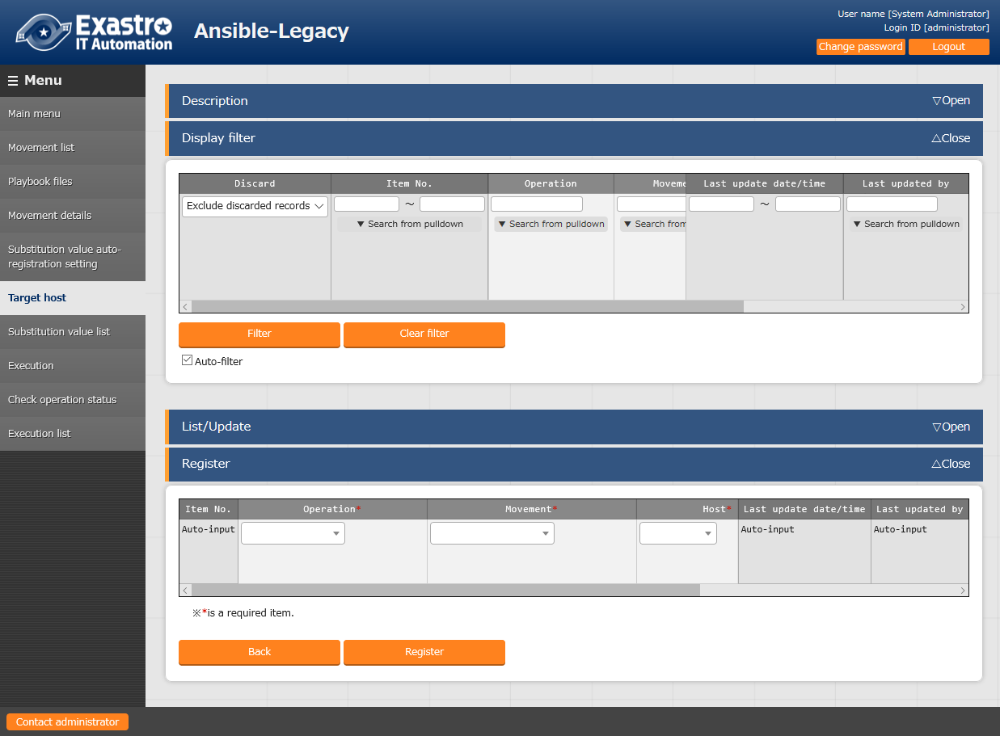 Exastro
IT Automation
Ansible-Legacy
User name [System Administrator]
Login ID [administrator]
Change password
Logout
☰ Menu
Main menu
Movement list
Playbook files
Movement details
Substitution value auto-
registration setting
Target host
Substitution value list
Execution
Check operation status
Execution list
Description
▽Open
Display filter
△Close
Discard
Item No.
Operation
Moveme
Last update date/time
Last updated by
Exclude discarded records
～
～
▼ Search from pulldown
▼ Search from pulldown
▼ Search from
▼ Search from pulldown
Filter
Clear filter
Auto-filter
List/Update
▽Open
Register
△Close
Item No.
Operation*
Movement*
Host*
Last update date/time
Last updated by
Auto-input
Auto-input
Auto-input
※*is a required item.
Back
Register
Contact administrator